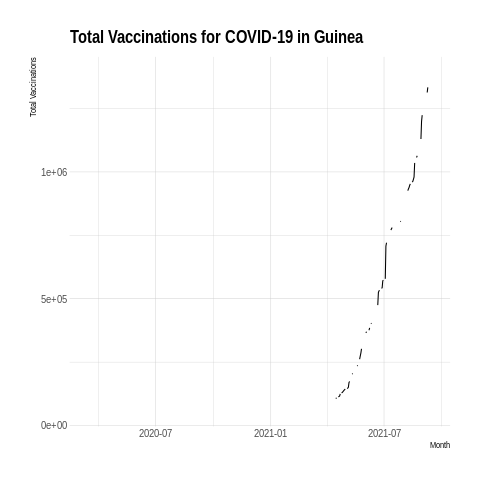 Total Vaccinations for COVID-19 in Guinea
Total Vaccinations
1e+06
5e+05
0e+00
2020-07 2021-01 2021-07
Month